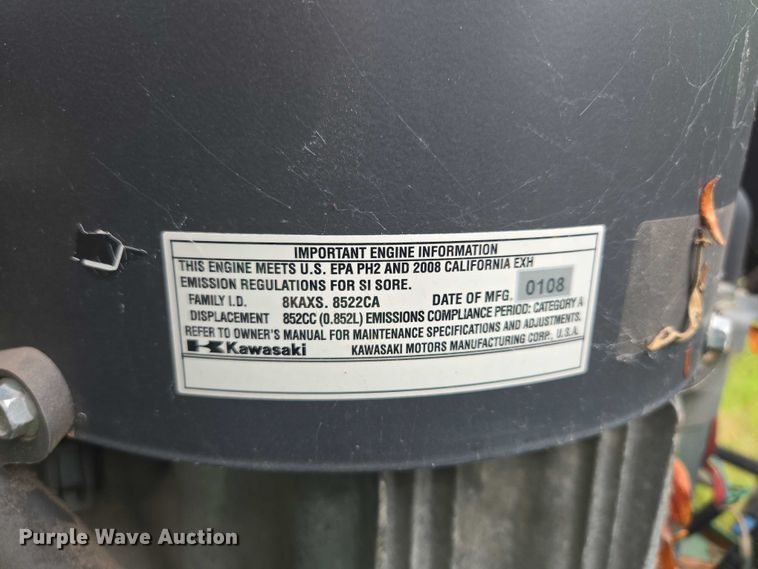 IMPORTANT ENGINE INFORMATION
THIS ENGINE MEETS U.S. EPA PH2 AND 2008 CALIFORNIA EXH
EMISSION REGULATIONS FOR SI SORE.
FAMILY I.D. 8KAXS. 8522CA DATE OF MFG. 0108
DISPLACEMENT 852CC (0.852L) EMISSIONS COMPLIANCE PERIOD: CATEGORY A
REFER TO OWNER'S MANUAL FOR MAINTENANCE SPECIFICATIONS AND ADJUSTMENTS.
Kawasaki KAWASAKI MOTORS MANUFACTURING CORP., U.S.A.
Purple Wave Auction